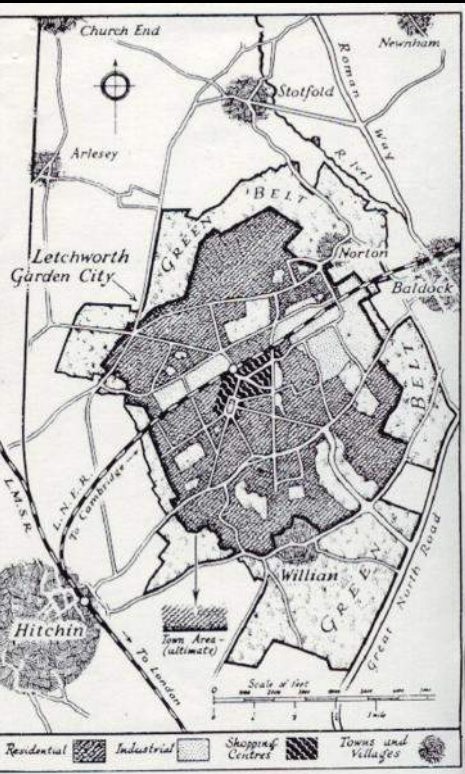 Church End
Newnham
Roman
Way
Stotfold
R. Ivel
Arlesey
GREEN
BELT
Norton
Letchworth
Garden City
Baldock
BELT
L.M.S.R.
L.N.E.R.
To Cambridge
Willian
GREEN
Great North Road
Hitchin
Town Area -
(ultimate)
To London
Scale of feet
0
1 mile
Residential
Industrial
Shopping
Centres
Towns and
Villages